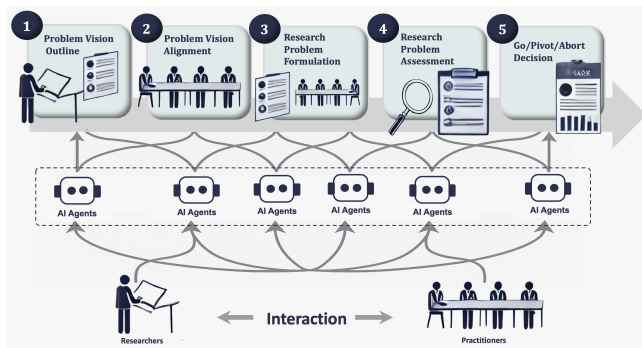 1
Problem Vision
Outline
2
Problem Vision
Alignment
3
Research
Problem
Formulation
4
Research
Problem
Assessment
5
Go/Pivot/Abort
Decision
AI Agents
AI Agents
AI Agents
AI Agents
AI Agents
AI Agents
Interaction
Researchers
Practitioners